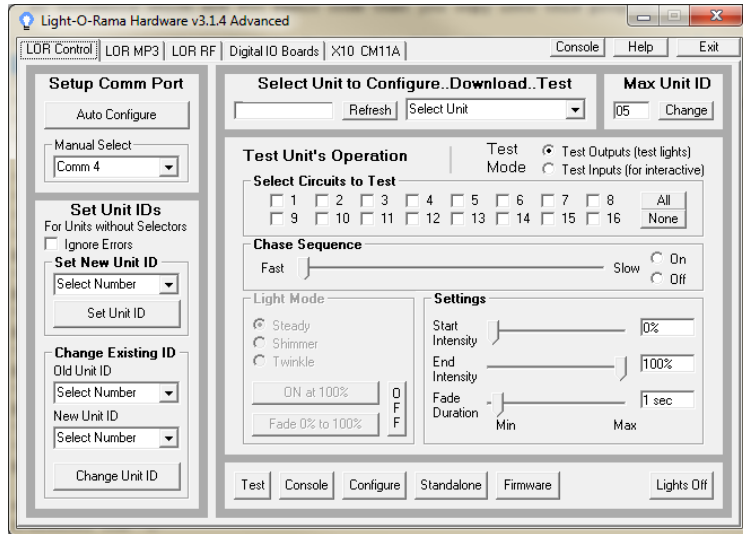 Light-O-Rama Hardware v3.1.4 Advanced
LOR Control LOR MP3 LOR RF Digital IO Boards X10 CM11A Console Help Exit
Setup Comm Port
Auto Configure
Manual Select
Comm 4
Set Unit IDs
For Units without Selectors
Ignore Errors
Set New Unit ID
Select Number
Set Unit ID
Change Existing ID
Old Unit ID
Select Number
New Unit ID
Select Number
Change Unit ID
Select Unit to Configure..Download..Test
Refresh Select Unit
Max Unit ID
05 Change
Test Unit's Operation
Test Mode
Test Outputs (test lights)
Test Inputs (for interactive)
Select Circuits to Test
1 2 3 4 5 6 7 8 All
9 10 11 12 13 14 15 16 None
Chase Sequence
Fast Slow
On
Off
Light Mode
Steady
Shimmer
Twinkle
ON at 100%
Fade 0% to 100%
OFF
Settings
Start Intensity 0%
End Intensity 100%
Fade Duration 1 sec
Min Max
Test Console Configure Standalone Firmware Lights Off